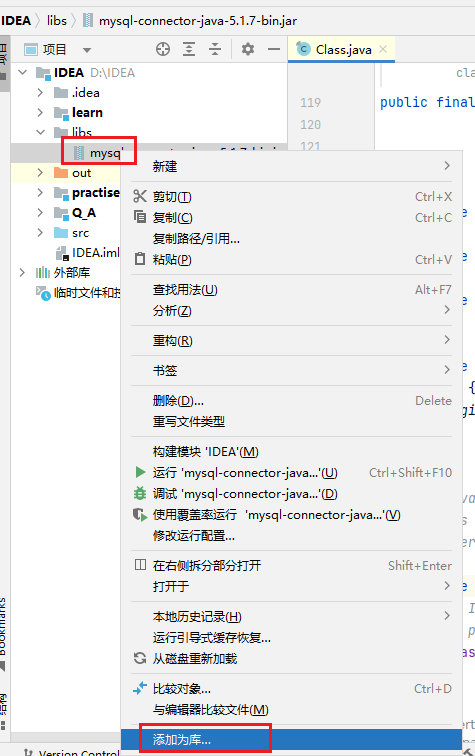 IDEA libs mysql-connector-java-5.1.7-bin.jar
项目
Class.java
IDEA D:\IDEA
.idea
learn
libs
mysql
out
practise
Q_A
src
IDEA.iml
外部库
临时文件和
119
120
121
public final
新建
剪切(T) Ctrl+X
复制(C) Ctrl+C
复制路径/引用...
粘贴(P) Ctrl+V
查找用法(U) Alt+F7
分析(Z)
重构(R)
书签
删除(D)... Delete
重写文件类型
构建模块 'IDEA'(M)
运行 'mysql-connector-java...'(U) Ctrl+Shift+F10
调试 'mysql-connector-java...'(D)
使用覆盖率运行 'mysql-connector-java...'(V)
修改运行配置...
在右侧拆分部分打开 Shift+Enter
打开于
本地历史记录(H)
运行引导式缓存恢复...
从磁盘重新加载
比较对象... Ctrl+D
与编辑器比较文件(M)
添加为库...
Bookmarks
结构
Version Control